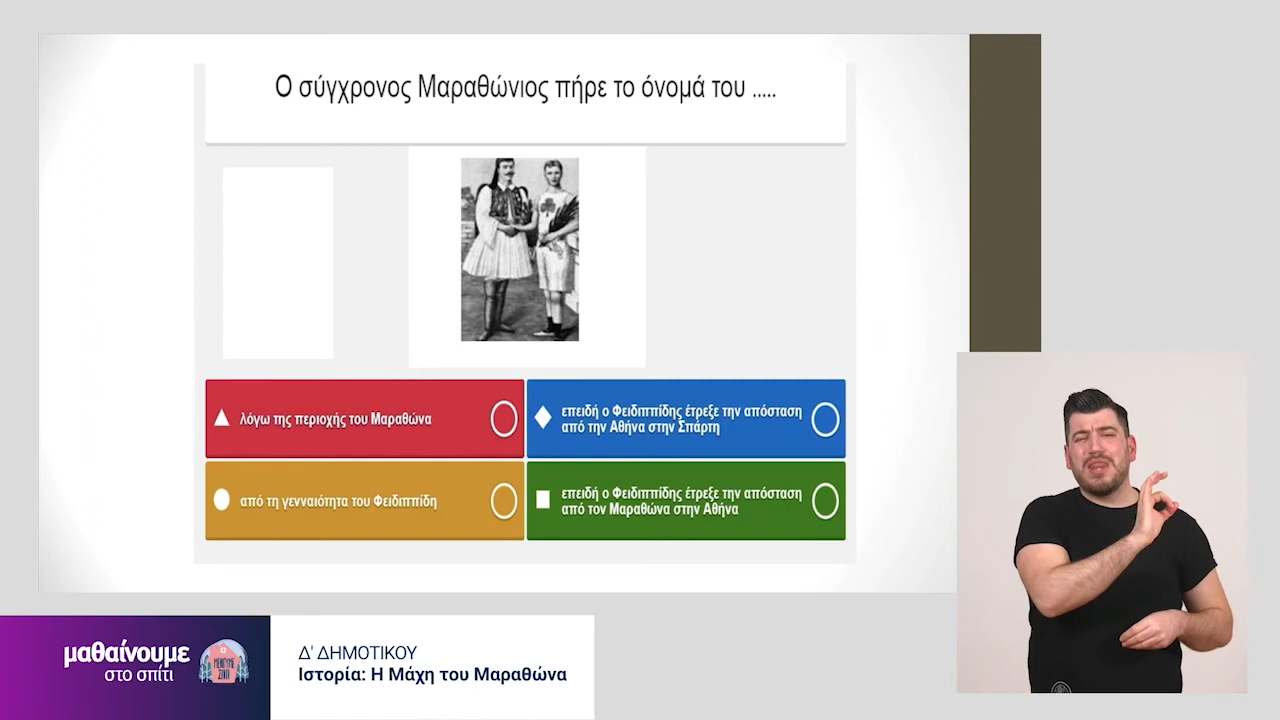 Ο σύγχρονος Μαραθώνιος πήρε το όνομά του .....
λόγω της περιοχής του Μαραθώνα
επειδή ο Φειδιππίδης έτρεξε την απόσταση
από την Αθήνα στην Σπάρτη
από τη γενναιότητα του Φειδιππίδη
επειδή ο Φειδιππίδης έτρεξε την απόσταση
από τον Μαραθώνα στην Αθήνα
μαθαίνουμε
στο σπίτι
ΜΕΝΟΥΜΕ
ΣΠΙΤΙ
Δ' ΔΗΜΟΤΙΚΟΥ
Ιστορία: Η Μάχη του Μαραθώνα